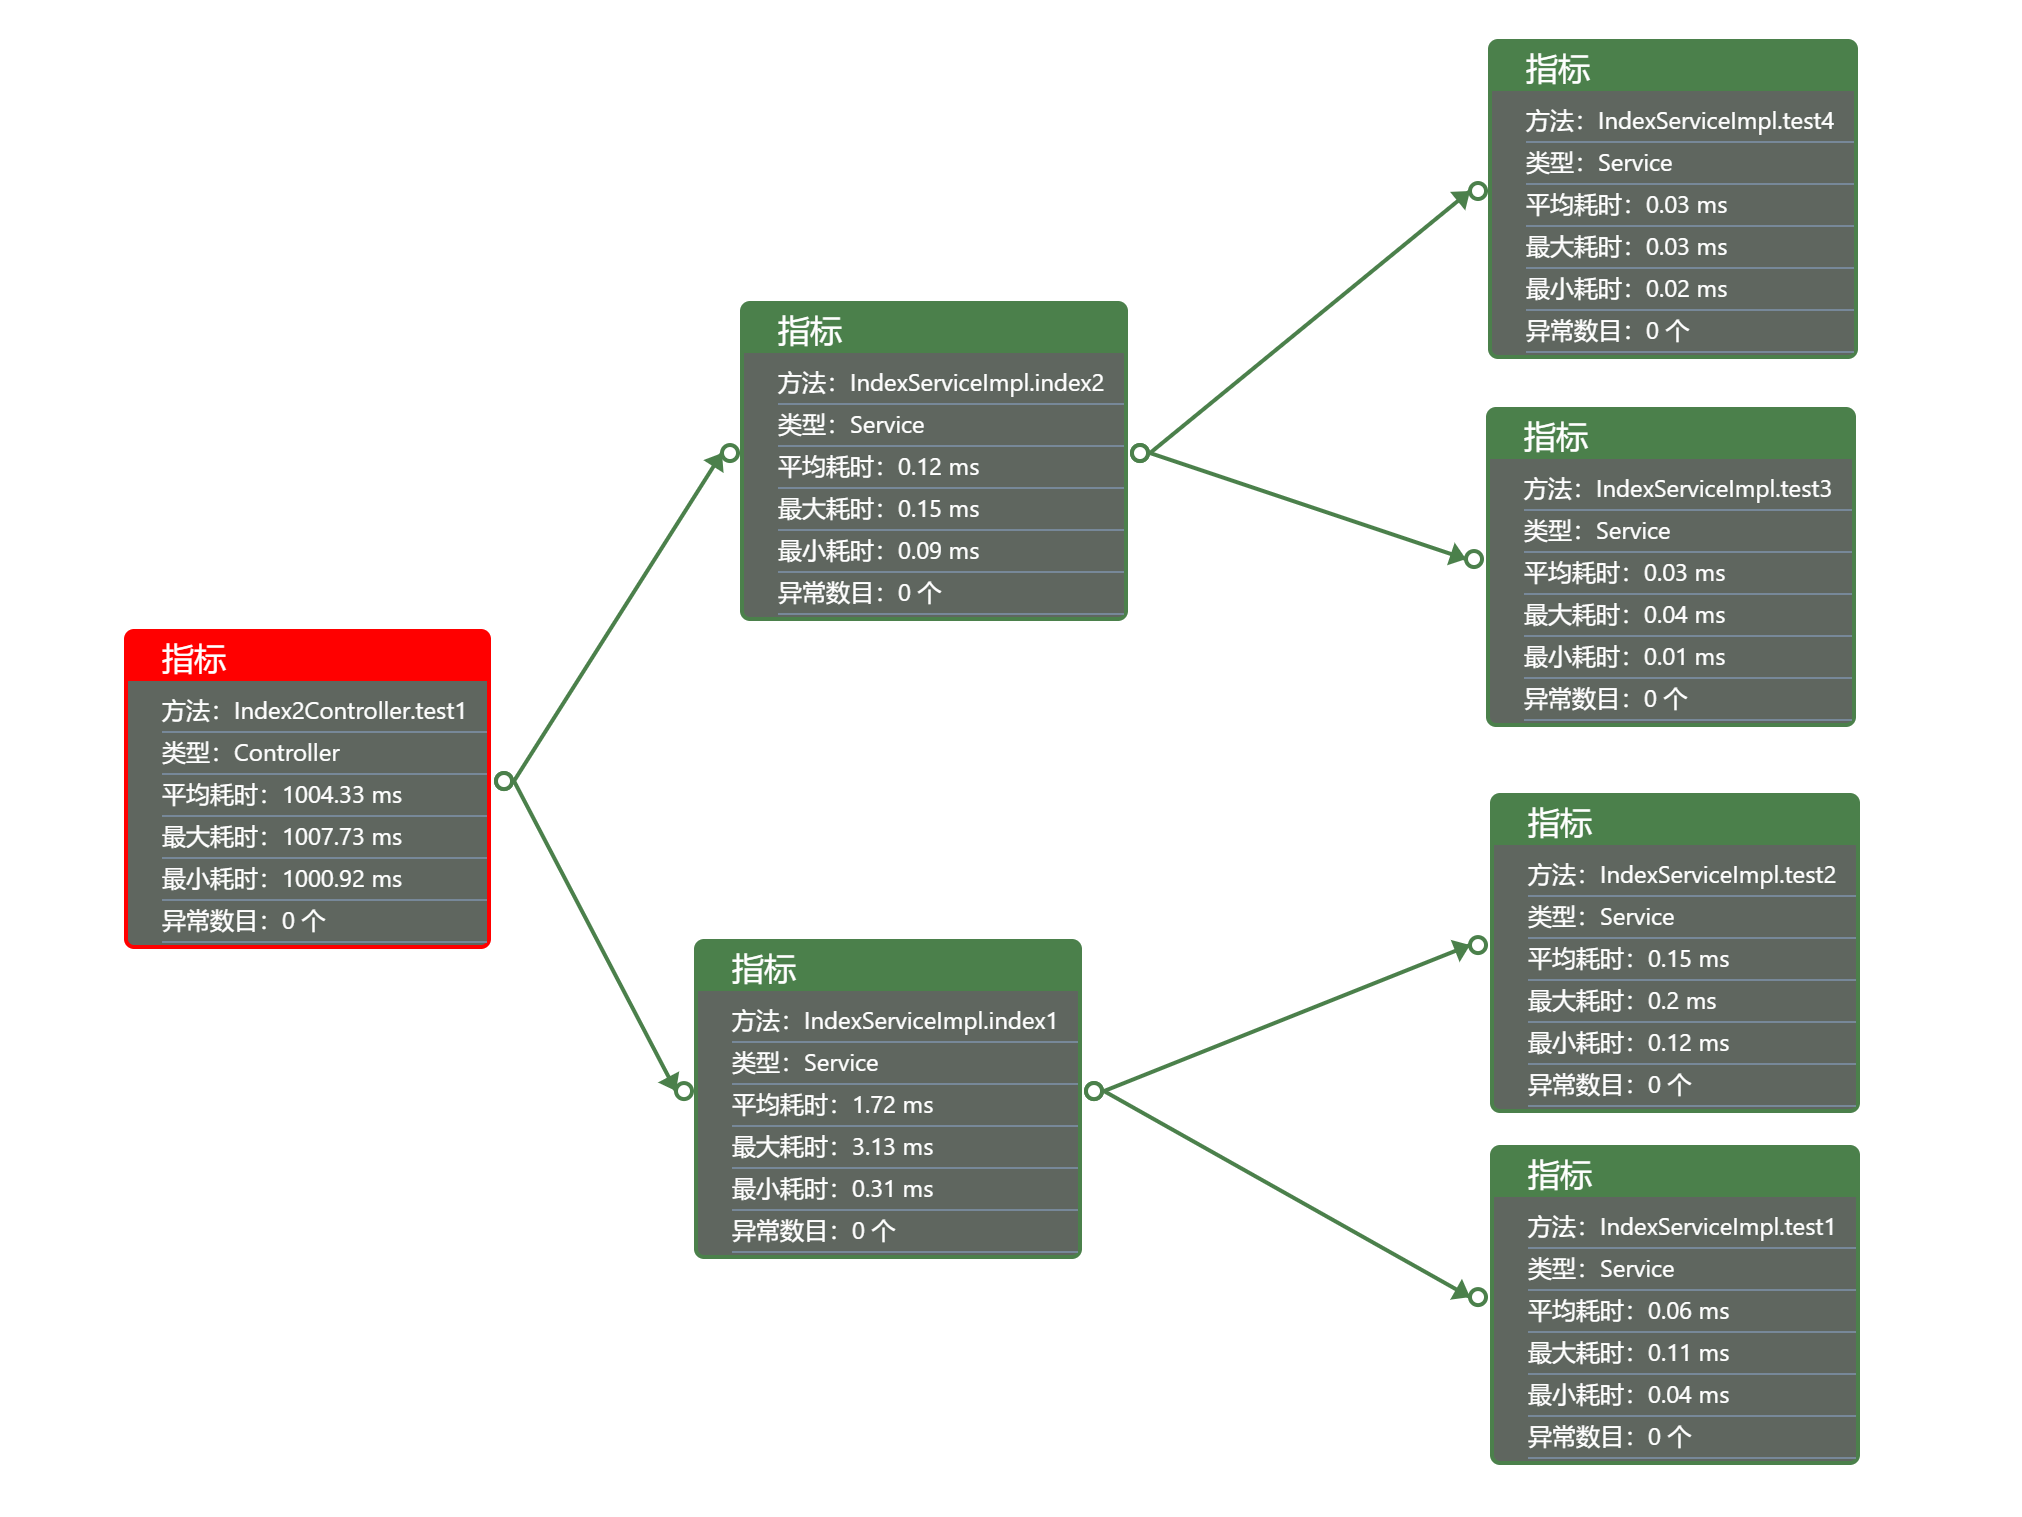 指标
方法：Index2Controller.test1
类型：Controller
平均耗时：1004.33 ms
最大耗时：1007.73 ms
最小耗时：1000.92 ms
异常数目：0 个
指标
方法：IndexServiceImpl.index2
类型：Service
平均耗时：0.12 ms
最大耗时：0.15 ms
最小耗时：0.09 ms
异常数目：0 个
指标
方法：IndexServiceImpl.index1
类型：Service
平均耗时：1.72 ms
最大耗时：3.13 ms
最小耗时：0.31 ms
异常数目：0 个
指标
方法：IndexServiceImpl.test4
类型：Service
平均耗时：0.03 ms
最大耗时：0.03 ms
最小耗时：0.02 ms
异常数目：0 个
指标
方法：IndexServiceImpl.test3
类型：Service
平均耗时：0.03 ms
最大耗时：0.04 ms
最小耗时：0.01 ms
异常数目：0 个
指标
方法：IndexServiceImpl.test2
类型：Service
平均耗时：0.15 ms
最大耗时：0.2 ms
最小耗时：0.12 ms
异常数目：0 个
指标
方法：IndexServiceImpl.test1
类型：Service
平均耗时：0.06 ms
最大耗时：0.11 ms
最小耗时：0.04 ms
异常数目：0 个